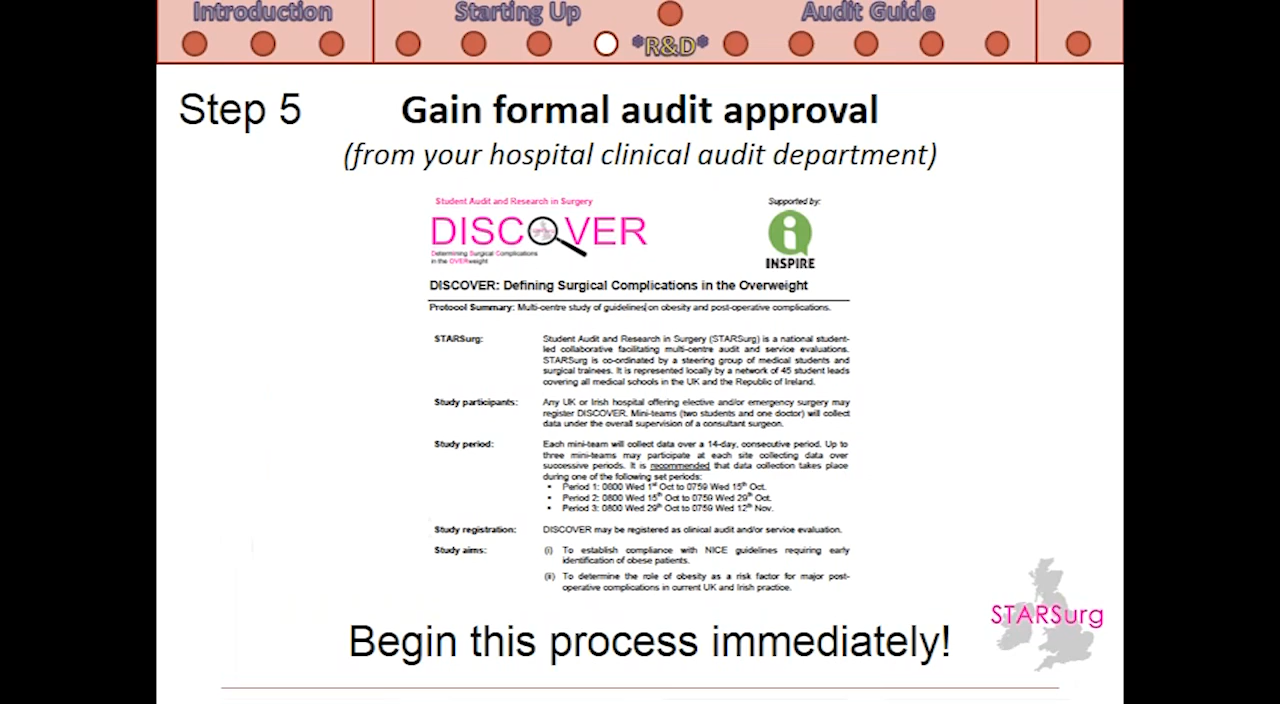 Introduction
Starting Up
Audit Guide
*R&D*
Step 5
Gain formal audit approval
(from your hospital clinical audit department)
Student Audit and Research in Surgery
DISCOVER
Determining Surgical Complications
in the OVERweight
Supported by:
INSPIRE
DISCOVER: Defining Surgical Complications in the Overweight
Protocol Summary: Multi-centre study of guidelines on obesity and post-operative complications.
STARSurg:
Student Audit and Research in Surgery (STARSurg) is a national student-
led collaborative facilitating multi-centre audit and service evaluations.
STARSurg is co-ordinated by a steering group of medical students and
surgical trainees. It is represented locally by a network of 45 student leads
covering all medical schools in the UK and the Republic of Ireland.
Study participants:
Any UK or Irish hospital offering elective and/or emergency surgery may
register DISCOVER. Mini-teams (two students and one doctor) will collect
data under the overall supervision of a consultant surgeon.
Study period:
Each mini-team will collect data over a 14-day, consecutive period. Up to
three mini-teams may participate at each site collecting data over
successive periods. It is recommended that data collection takes place
during one of the following set periods:
• Period 1: 0800 Wed 1st Oct to 0759 Wed 15th Oct.
• Period 2: 0800 Wed 15th Oct to 0759 Wed 29th Oct.
• Period 3: 0800 Wed 29th Oct to 0759 Wed 12th Nov.
Study registration:
DISCOVER may be registered as clinical audit and/or service evaluation.
Study aims:
(i) To establish compliance with NICE guidelines requiring early
identification of obese patients.
(ii) To determine the role of obesity as a risk factor for major post-
operative complications in current UK and Irish practice.
STARSurg
Begin this process immediately!